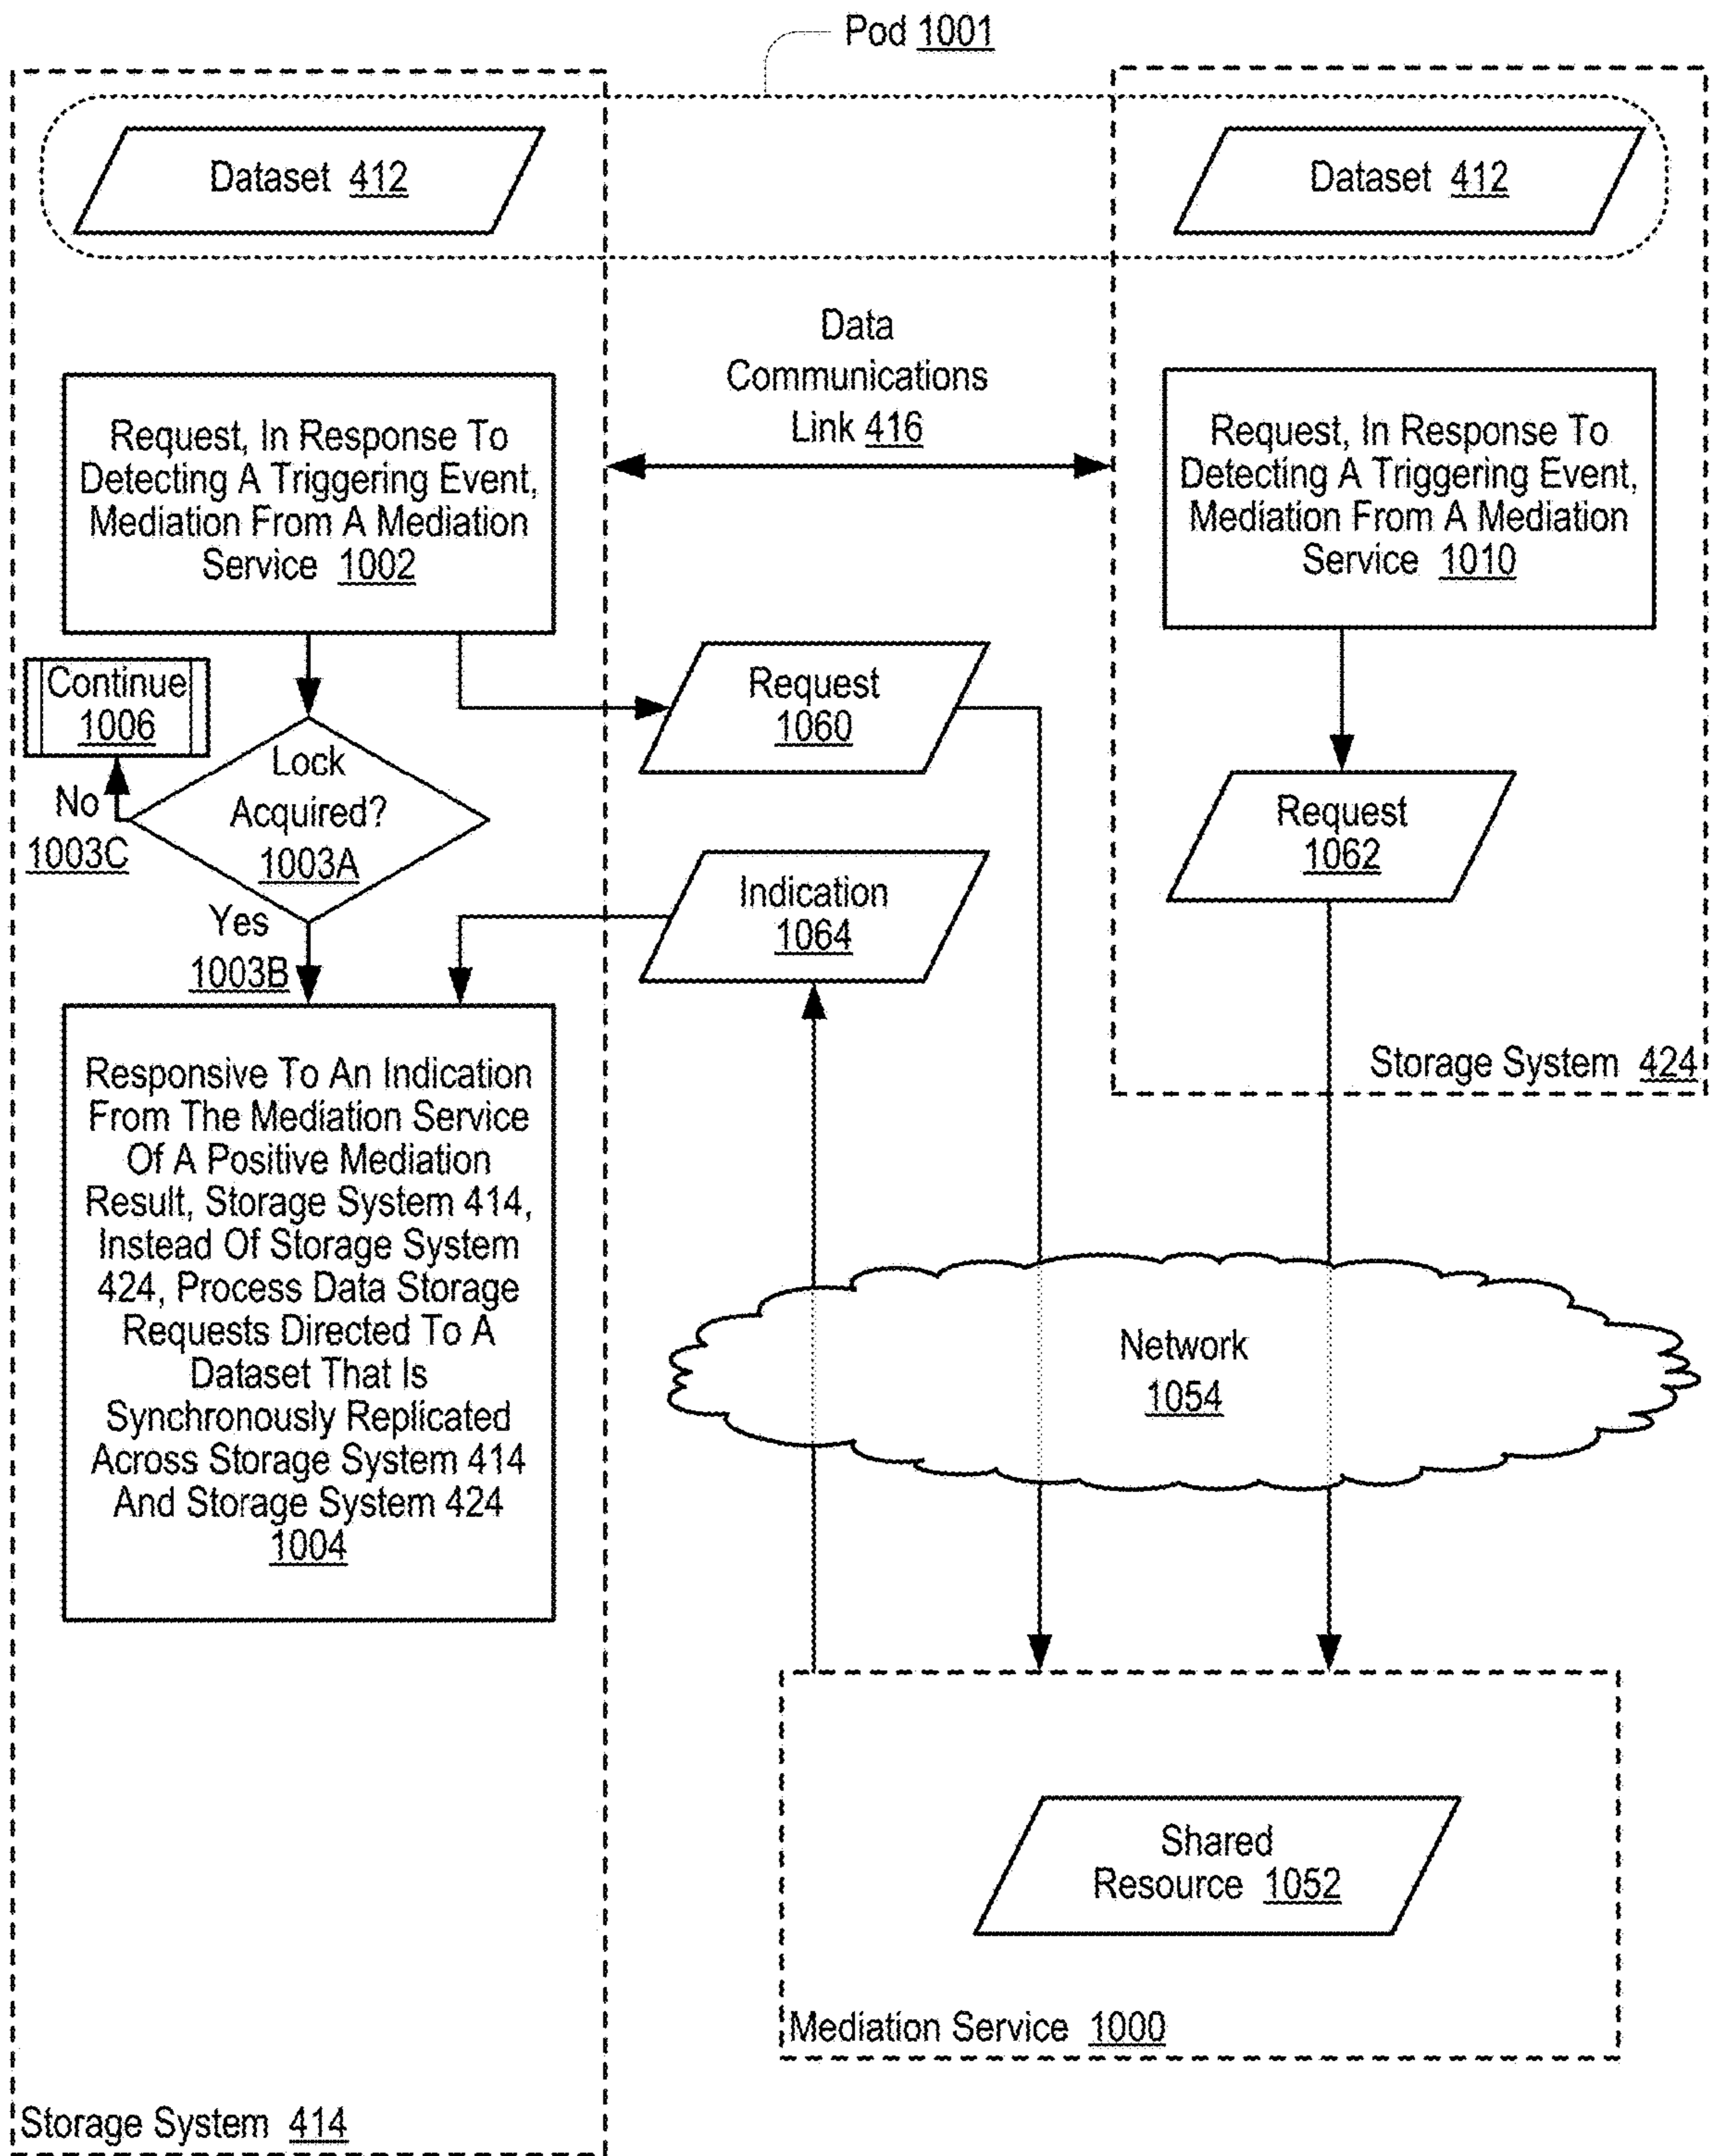 Pod 1001
Dataset 412
Dataset 412
Data
Communications
Link 416
Request, In Response To
Detecting A Triggering Event,
Mediation From A Mediation
Service 1002
Request, In Response To
Detecting A Triggering Event,
Mediation From A Mediation
Service 1010
Continue
1006
Request
1060
Lock
Acquired?
1003A
No
1003C
Request
1062
Indication
1064
Yes
1003B
Storage System 424
Responsive To An Indication
From The Mediation Service
Of A Positive Mediation
Result, Storage System 414,
Instead Of Storage System
424, Process Data Storage
Requests Directed To A
Dataset That Is
Synchronously Replicated
Across Storage System 414
And Storage System 424
1004
Network
1054
Shared
Resource 1052
Mediation Service 1000
Storage System 414